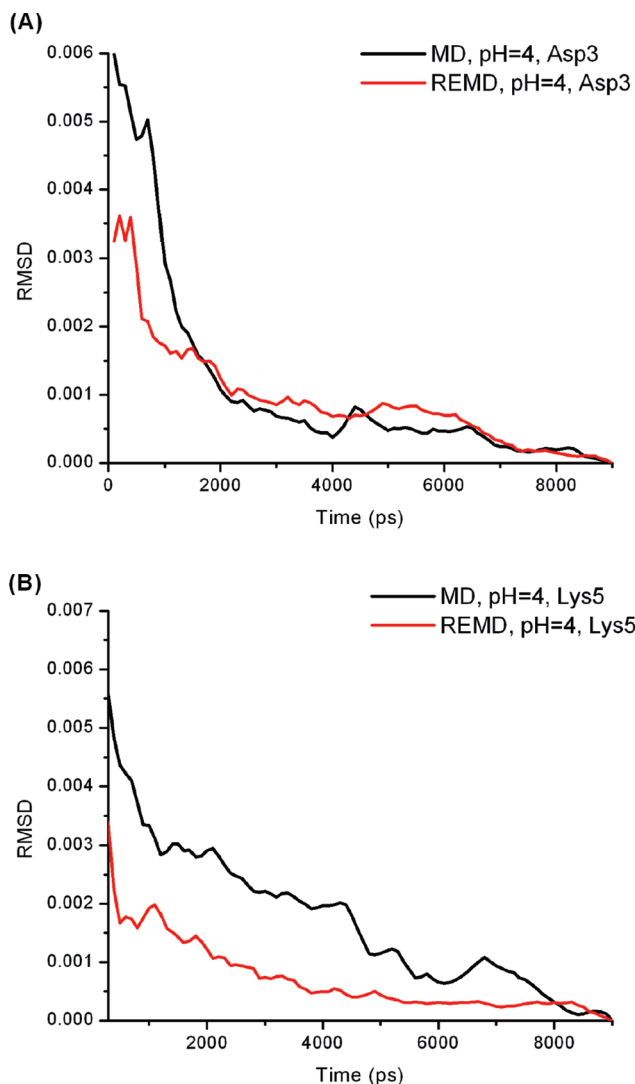 (A)
MD, pH=4, Asp3
REMD, pH=4, Asp3
0.006
0.005
0.004
0.003
0.002
0.001
0.000
RMSD
0 2000 4000 6000 8000
Time (ps)
(B)
MD, pH=4, Lys5
REMD, pH=4, Lys5
0.007
0.006
0.005
0.004
0.003
0.002
0.001
0.000
RMSD
2000 4000 6000 8000
Time (ps)